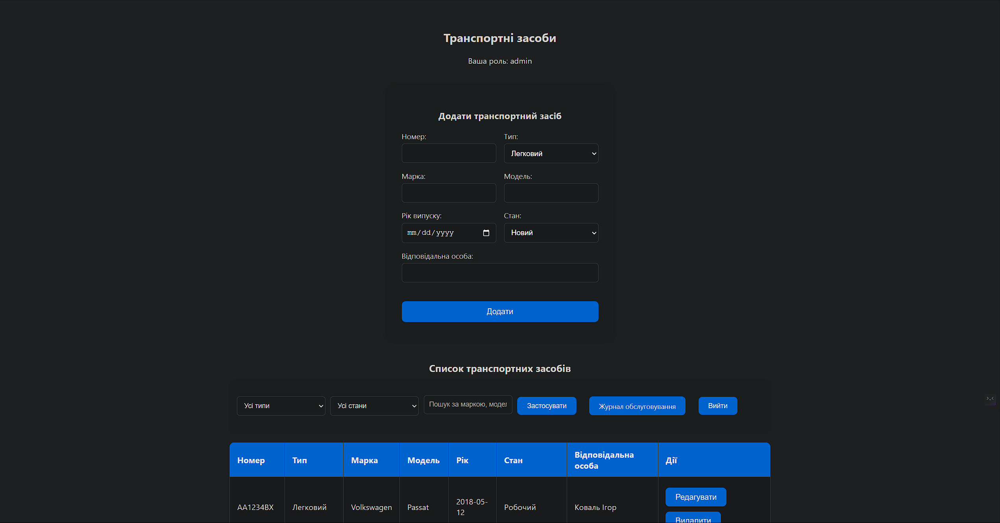 Транспортні засоби
Ваша роль: admin
Додати транспортний засіб
Номер: Тип:
Легковий
Марка: Модель:
Рік випуску: Стан:
mm/dd/yyyy Новий
Відповідальна особа:
Додати
Список транспортних засобів
Усі типи Усі стани Пошук за маркою, модел Застосувати Журнал обслуговування Вийти
Номер Тип Марка Модель Рік Стан Відповідальна особа Дії
AA1234BX Легковий Volkswagen Passat 2018-05-12 Робочий Коваль Ігор Редагувати
Видалити